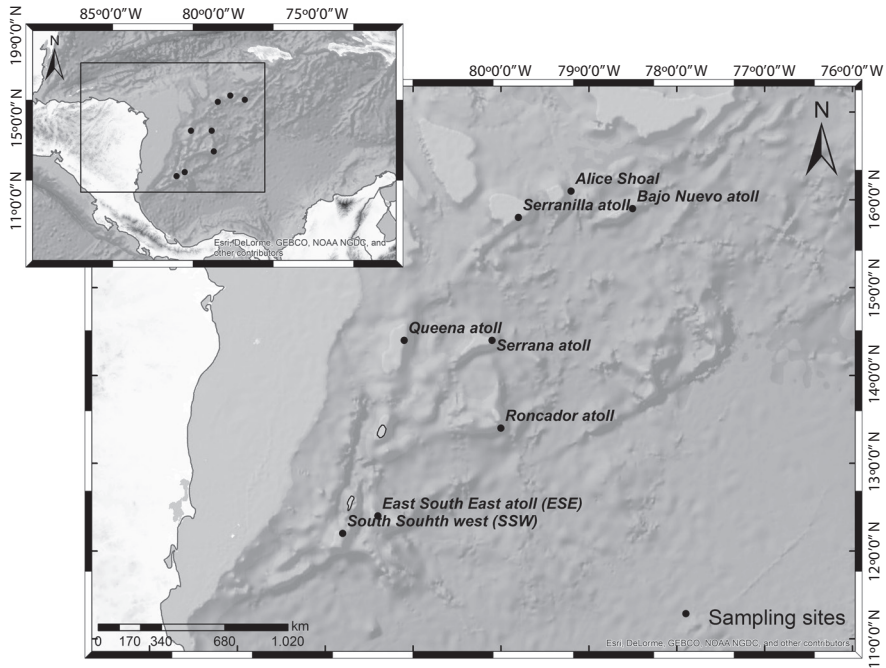 85º0'0"W 80º0'0"W 75º0'0"W
19º0'0"N
15º0'0"N
11º0'0"N
N
Esri, DeLorme, GEBCO, NOAA NGDC, and
other contributors
80º0'0"W 79º0'0"W 78º0'0"W 77º0'0"W 76º0'0"W
N
Alice Shoal
Bajo Nuevo atoll
Serranilla atoll
Queena atoll
Serrana atoll
Roncador atoll
East South East atoll (ESE)
South Souhth west (SSW)
16º0'0"N
15º0'0"N
14º0'0"N
13º0'0"N
12º0'0"N
11º0'0"N
Sampling sites
km
0 170 340 680 1.020
Esri, DeLorme, GEBCO, NOAA NGDC, and other contributors